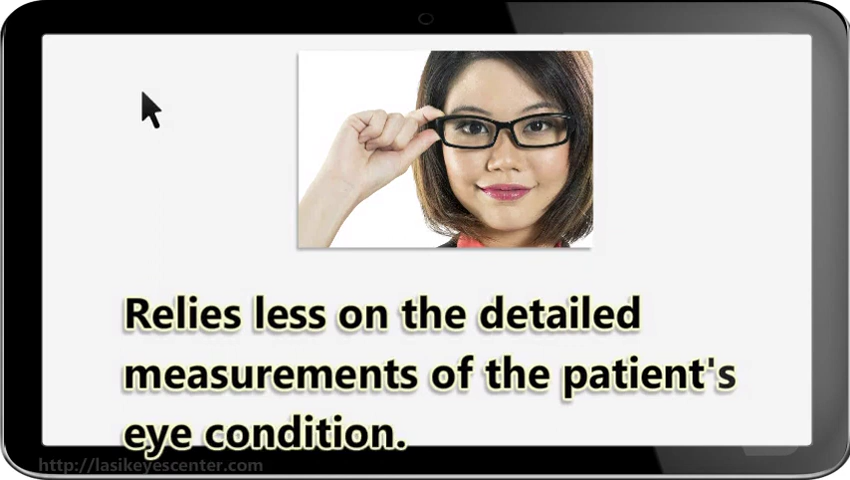 Relies less on the detailed
measurements of the patient's
eye condition.
http://lasikeyescenter.com